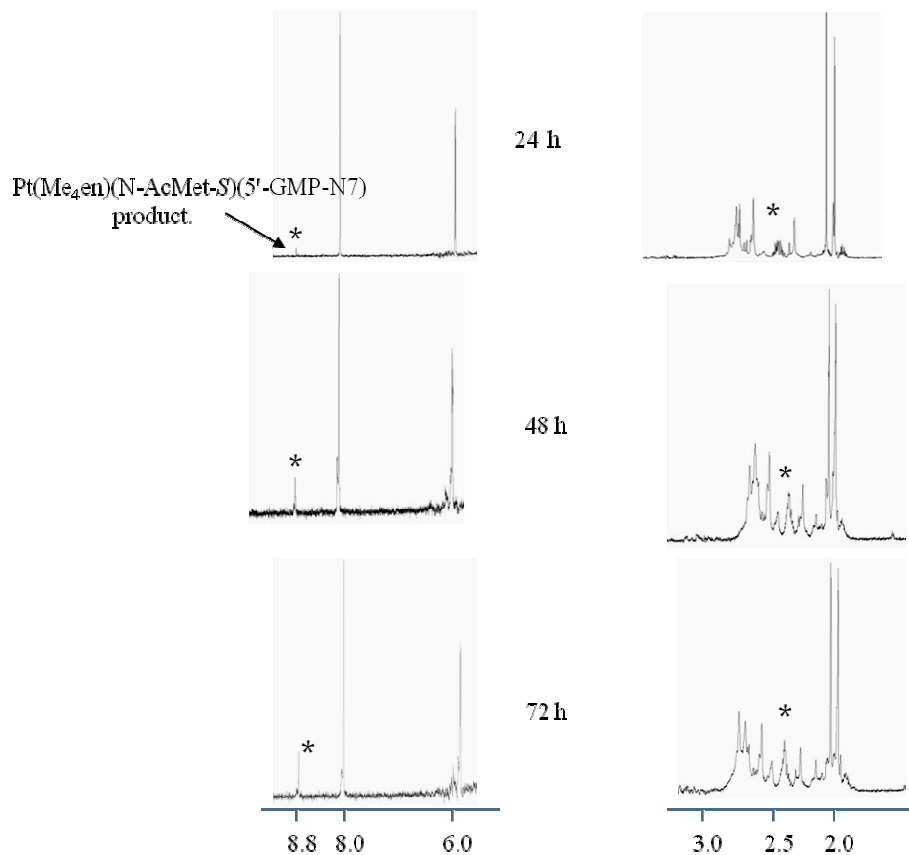 24 h
Pt(Me₄en)(N-AcMet-S)(5'-GMP-N7)
product.
*
*
48 h
*
*
72 h
*
*
8.8 8.0 6.0
3.0 2.5 2.0